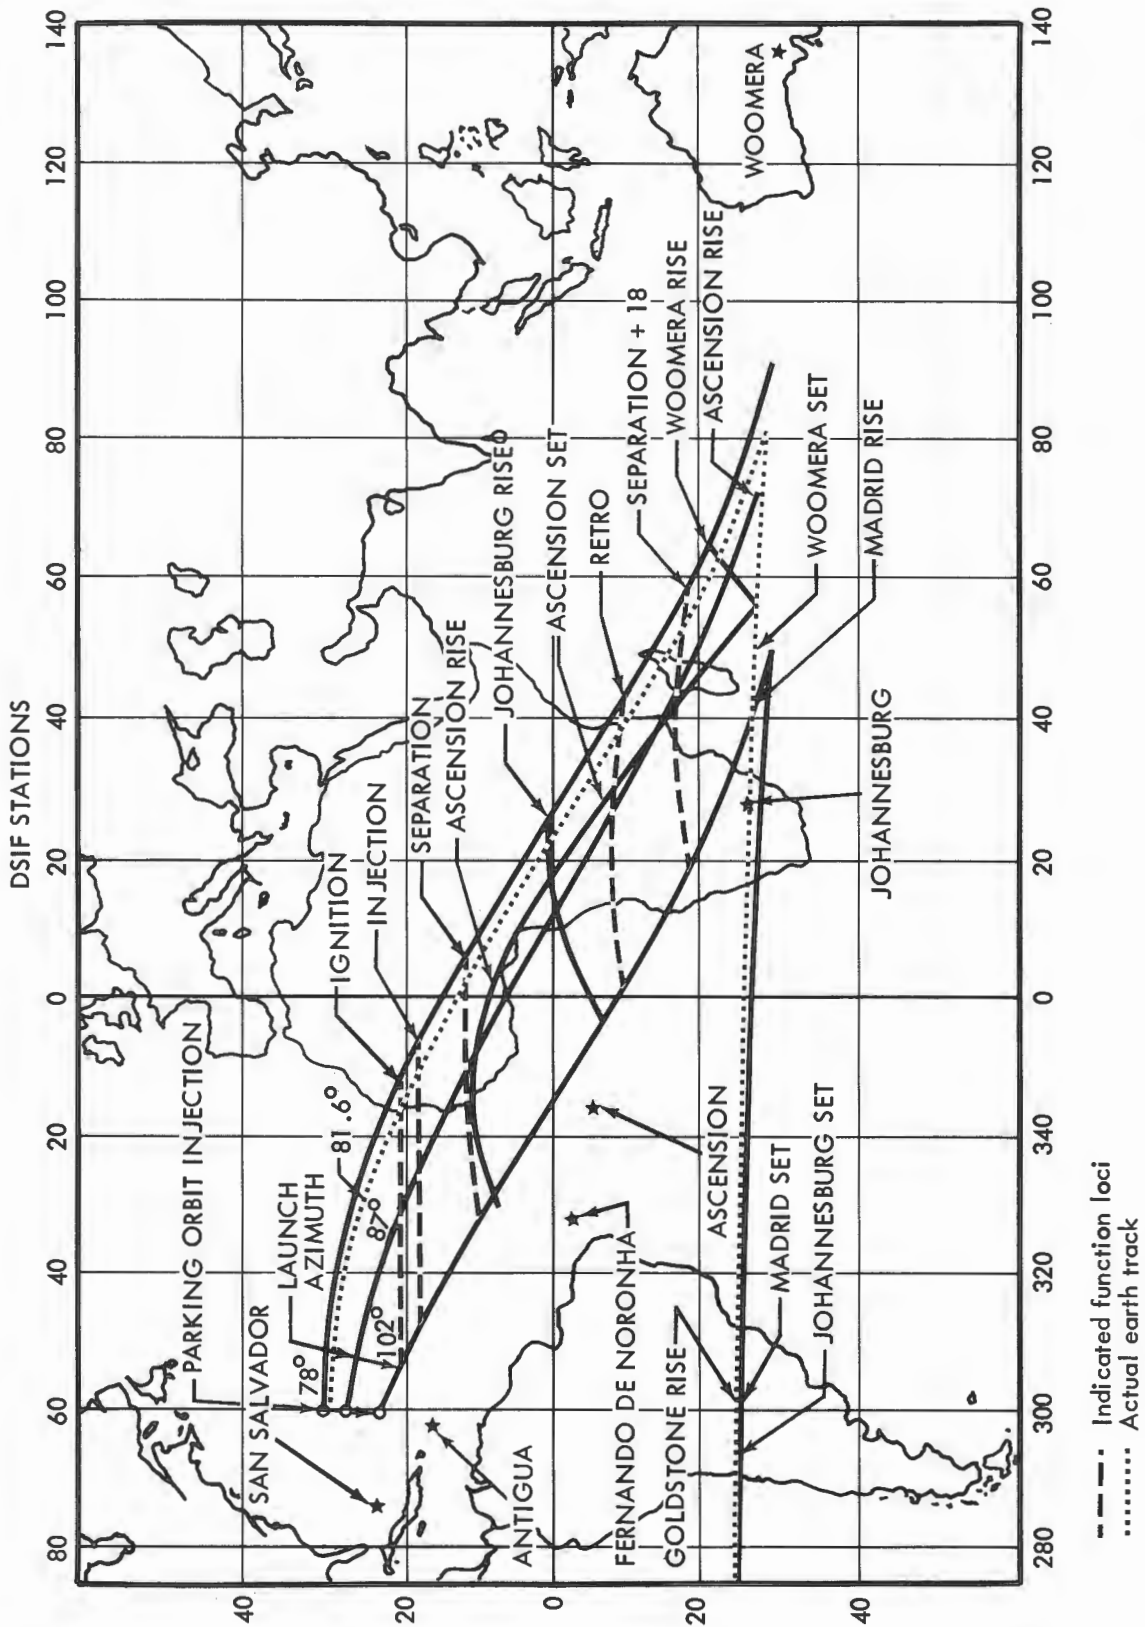 DSIF STATIONS
80
60
40
20
0
20
40
60
80
100
120
140
40
20
0
20
40
280
300
320
340
0
20
40
60
80
100
120
140
SAN SALVADOR
PARKING ORBIT INJECTION
LAUNCH
AZIMUTH
78°
81.6°
87°
102°
IGNITION
INJECTION
SEPARATION
ASCENSION RISE
JOHANNESBURG RISE
ASCENSION SET
RETRO
SEPARATION + 18
WOOMERA RISE
ASCENSION RISE
WOOMERA SET
MADRID RISE
WOOMERA
JOHANNESBURG
ANTIGUA
FERNANDO DE NORONHA
GOLDSTONE RISE
ASCENSION
MADRID SET
JOHANNESBURG SET
Indicated function loci
Actual earth track